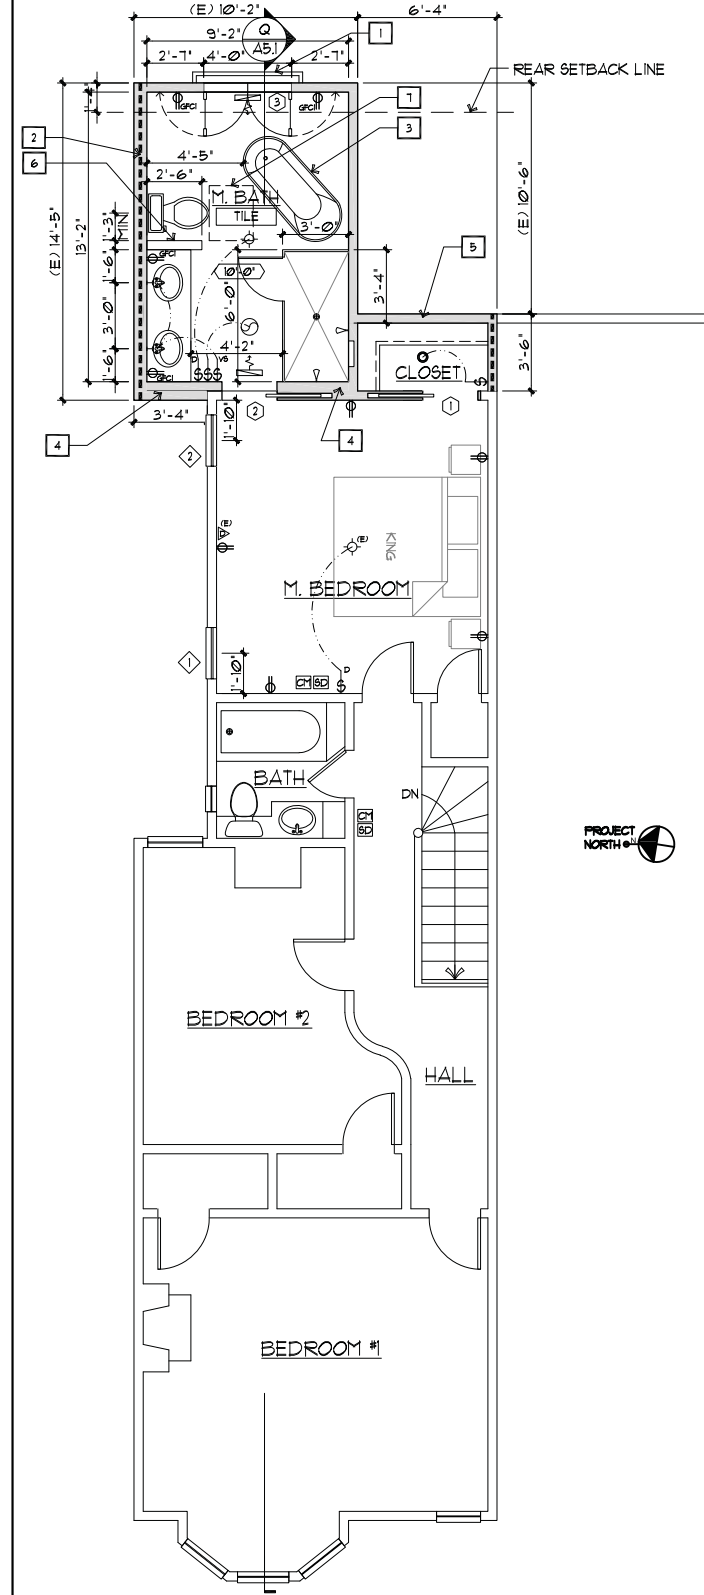 (E) 10'-2"
6'-4"
9'-2"
Q
A5.1
1
2'-7"
4'-0"
2'-7"
REAR SETBACK LINE
3
GFCI
GFCI
7
3
2
6
4'-5"
2'-6"
M. BATH
TILE
3'-0"
(E) 10'-6"
(E) 14'-5"
13'-2"
1'-3"
MIN
GFCI
1'-6"
10'-0"
6'-0"
5
3'-4"
3'-0"
4'-2"
D
VS
CLOSET
3'-6"
1'-6"
GFCI
SSS
S
3'-4"
4
1'-10"
2
4
1
2
(E)
(E)
KING
M. BEDROOM
1
1'-10"
CM
SD
S
D
BATH
DN
CM
SD
PROJECT
NORTH
N
BEDROOM #2
HALL
BEDROOM #1